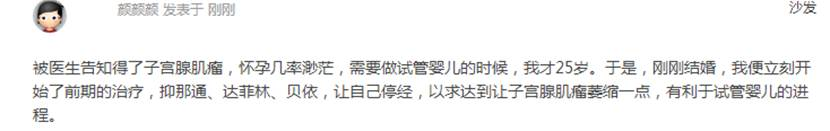 颜颜颜 发表于 刚刚
沙发
被医生告知得了子宫腺肌瘤，怀孕几率渺茫，需要做试管婴儿的时候，我才25岁。于是，刚刚结婚，我便立刻开
始了前期的治疗，抑那通、达菲林、贝依，让自己停经，以求达到让子宫腺肌瘤萎缩一点，有利于试管婴儿的进
程。